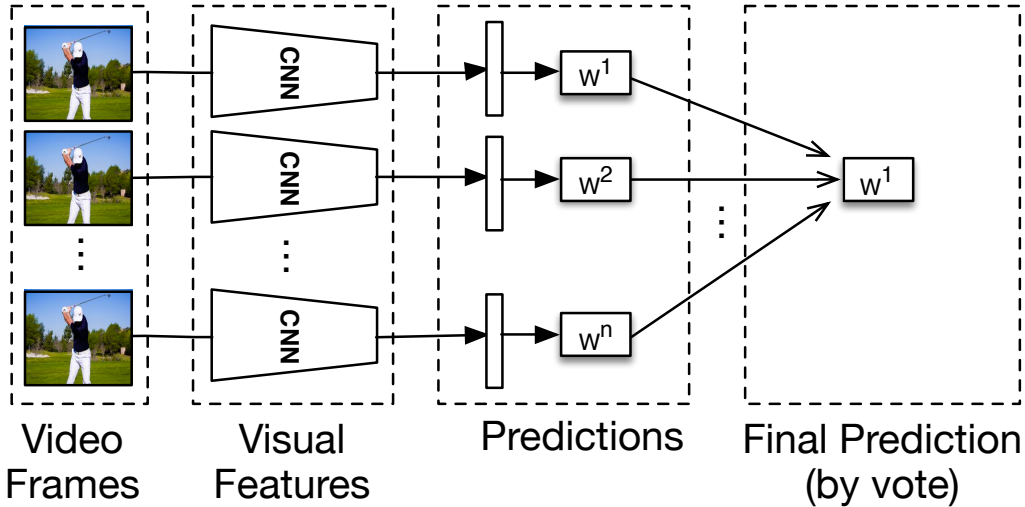 CNN
w¹
CNN
w²
w¹
⋮
⋮
⋮
CNN
wⁿ
Video
Frames
Visual
Features
Predictions
Final Prediction
(by vote)